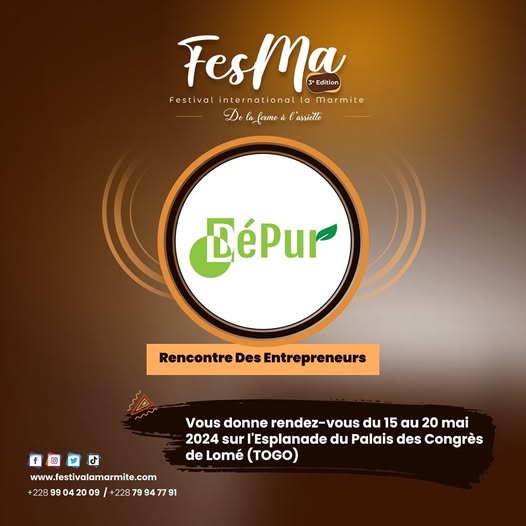 FesMa
3e Edition
Festival international la Marmite
De la ferme à l'assiette
DéPur
Rencontre Des Entrepreneurs
Vous donne rendez-vous du 15 au 20 mai
2024 sur l'Esplanade du Palais des Congrès
de Lomé (TOGO)
www.festivalamarmite.com
+228 99 04 20 09 / +228 79 94 77 91